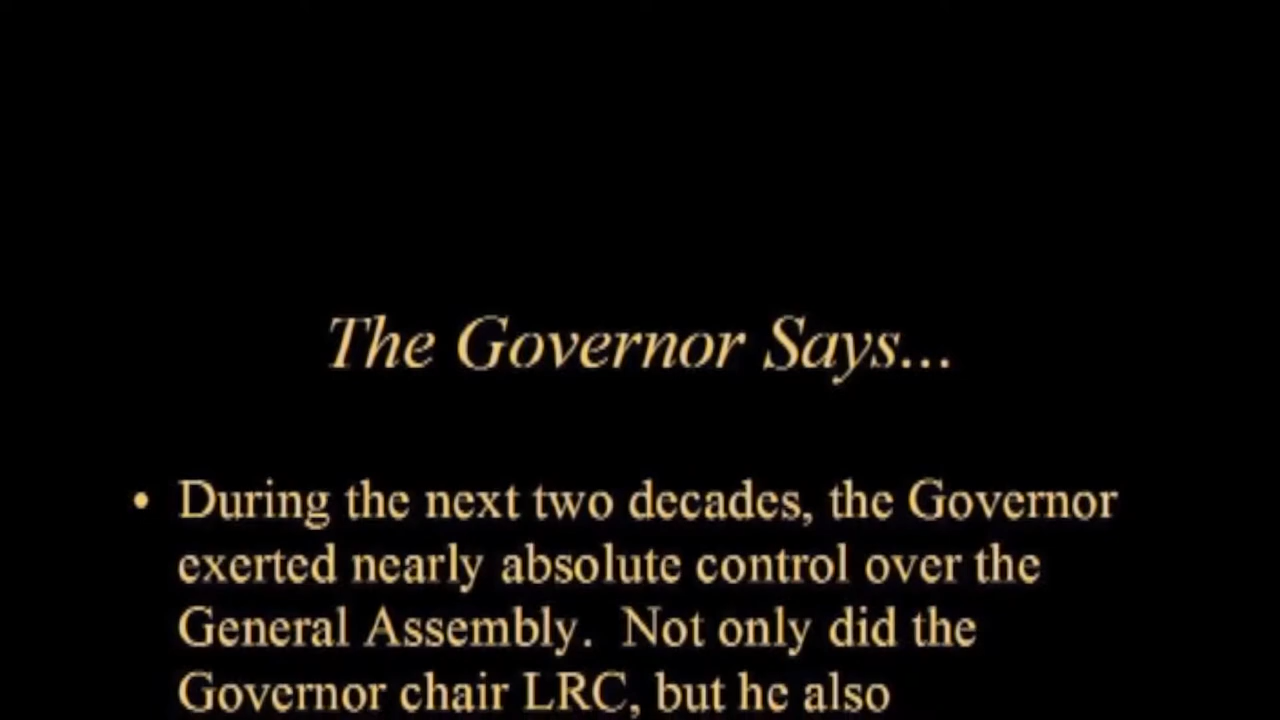 The Governor Says...
• During the next two decades, the Governor
exerted nearly absolute control over the
General Assembly.  Not only did the
Governor chair LRC, but he also